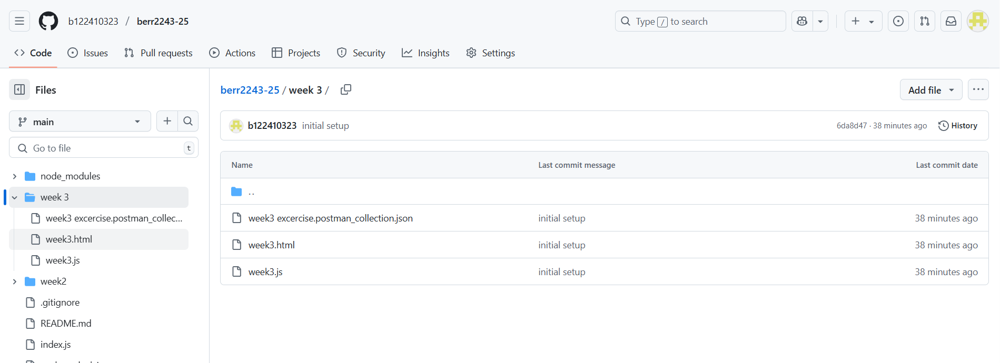 b122410323 / berr2243-25
Type / to search
Code
Issues
Pull requests
Actions
Projects
Security
Insights
Settings
Files
main
Go to file
t
node_modules
week 3
week3 excercise.postman_collec...
week3.html
week3.js
week2
.gitignore
README.md
index.js
berr2243-25 / week 3 /
Add file
b122410323 initial setup
6da8d47 · 38 minutes ago
History
Name Last commit message Last commit date
..
week3 excercise.postman_collection.json initial setup 38 minutes ago
week3.html initial setup 38 minutes ago
week3.js initial setup 38 minutes ago